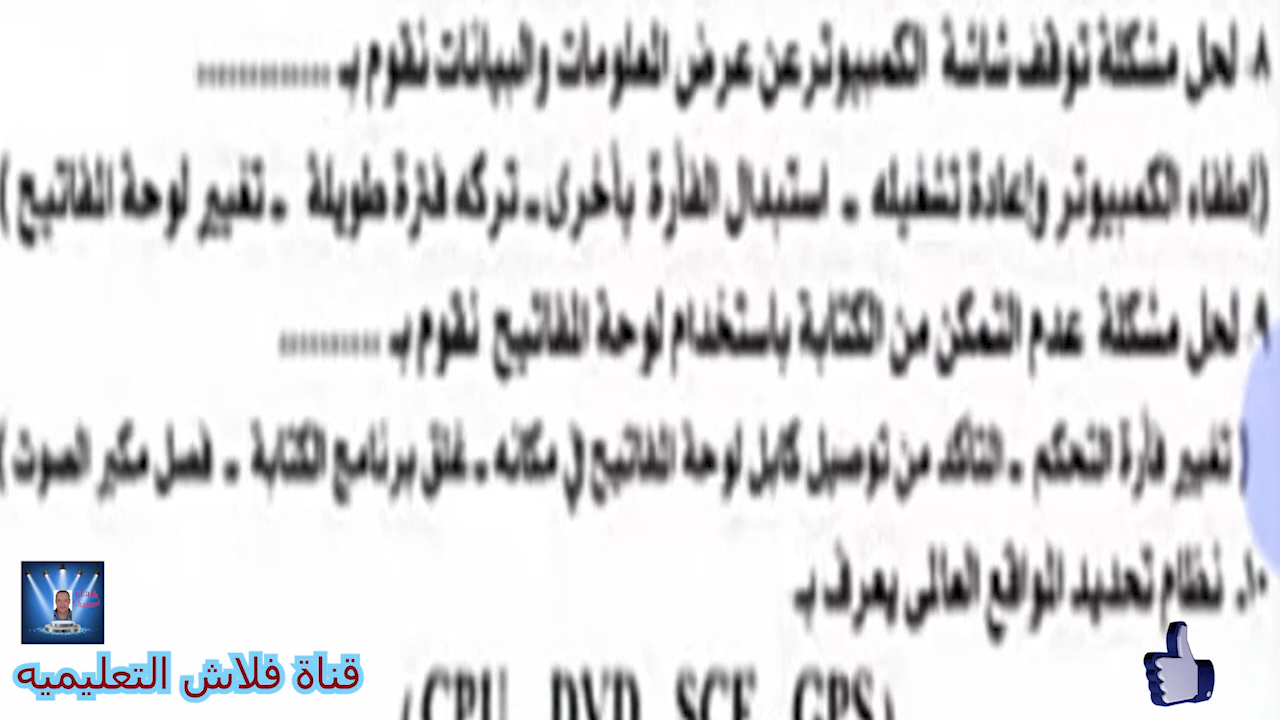 ٨. لحل مشكلة توقف شاشة الكمبيوتر عن عرض المعلومات والبيانات نقوم بـ .............
(إطفاء الكمبيوتر وإعادة تشغيله - استبدال الفأرة بأخرى - تركه فترة طويلة - تغيير لوحة المفاتيح )
٩. لحل مشكلة عدم التمكن من الكتابة بأستخدام لوحة المفاتيح نقوم بـ ..........
( تغيير فأرة التحكم - التأكد من توصيل كابل لوحة المفاتيح في مكانه - غلق برنامج الكتابة - فصل مكبر الصوت )
١٠. نظام تحديد المواقع العالمى يعرف بـ
(CPU DVD SCE GPS)
قناة فلاش التعليميه